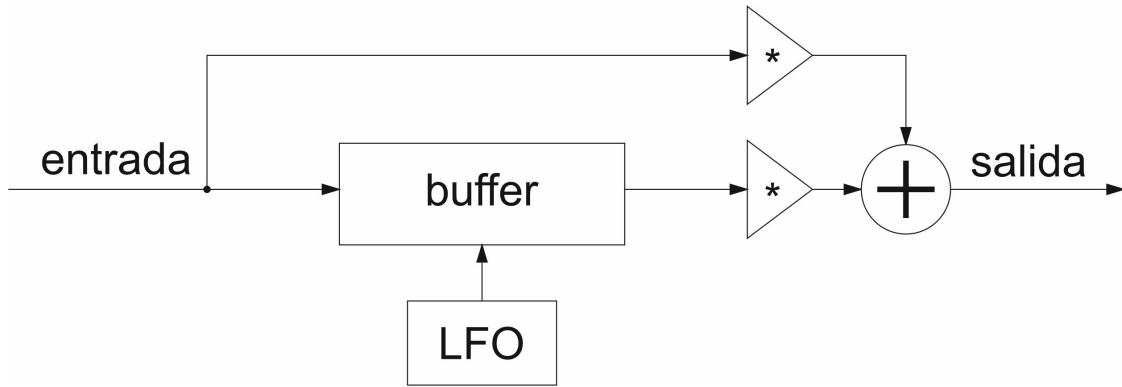 *
entrada
buffer
*
salida
LFO